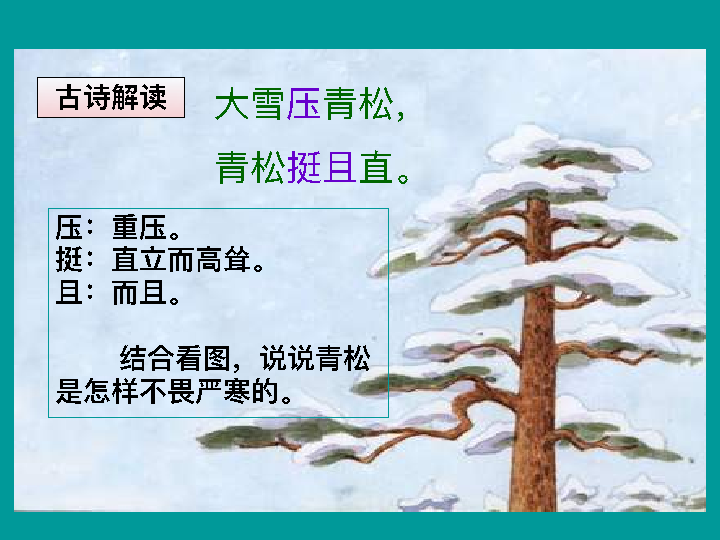 古诗解读
大雪压青松，
青松挺且直。
压：重压。
挺：直立而高耸。
且：而且。
结合看图，说说青松
是怎样不畏严寒的。